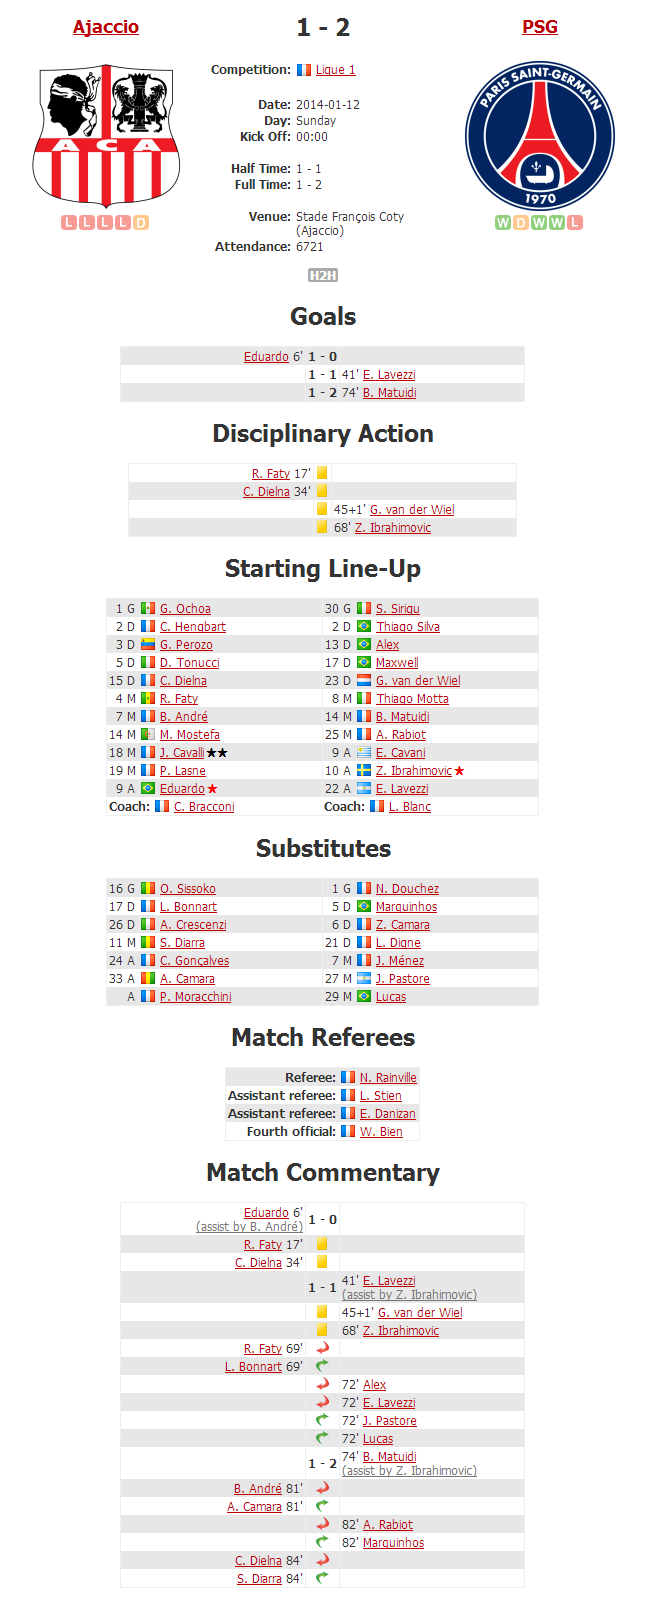 Ajaccio
1 - 2
PSG
Competition: Ligue 1
Date: 2014-01-12
Day: Sunday
Kick Off: 00:00
Half Time: 1 - 1
Full Time: 1 - 2
Venue: Stade François Coty
(Ajaccio)
Attendance: 6721
ACA
L L L L D
PARIS SAINT-GERMAIN
1970
W D W W L
H2H
Goals
Eduardo 6' 1 - 0
1 - 1 41' E. Lavezzi
1 - 2 74' B. Matuidi
Disciplinary Action
R. Faty 17'
C. Dielna 34'
45+1' G. van der Wiel
68' Z. Ibrahimovic
Starting Line-Up
1 G G. Ochoa 30 G S. Sirigu
2 D C. Hengbart 2 D Thiago Silva
3 D G. Perozo 13 D Alex
5 D D. Tonucci 17 D Maxwell
15 D C. Dielna 23 D G. van der Wiel
4 M R. Faty 8 M Thiago Motta
7 M B. André 14 M B. Matuidi
14 M M. Mostefa 25 M A. Rabiot
18 M J. Cavalli★★ 9 A E. Cavani
19 M P. Lasne 10 A Z. Ibrahimovic★
9 A Eduardo★ 22 A E. Lavezzi
Coach: C. Bracconi Coach: L. Blanc
Substitutes
16 G O. Sissoko 1 G N. Douchez
17 D L. Bonnart 5 D Marquinhos
26 D A. Crescenzi 6 D Z. Camara
11 M S. Diarra 21 D L. Digne
24 A C. Gonçalves 7 M J. Ménez
33 A A. Camara 27 M J. Pastore
A P. Moracchini 29 M Lucas
Match Referees
Referee: N. Rainville
Assistant referee: L. Stien
Assistant referee: E. Danizan
Fourth official: W. Bien
Match Commentary
Eduardo 6' 1 - 0
(assist by B. André)
R. Faty 17'
C. Dielna 34'
1 - 1 41' E. Lavezzi
(assist by Z. Ibrahimovic)
45+1' G. van der Wiel
68' Z. Ibrahimovic
R. Faty 69'
L. Bonnart 69'
72' Alex
72' E. Lavezzi
72' J. Pastore
72' Lucas
1 - 2 74' B. Matuidi
(assist by Z. Ibrahimovic)
B. André 81'
A. Camara 81'
82' A. Rabiot
82' Marquinhos
C. Dielna 84'
S. Diarra 84'